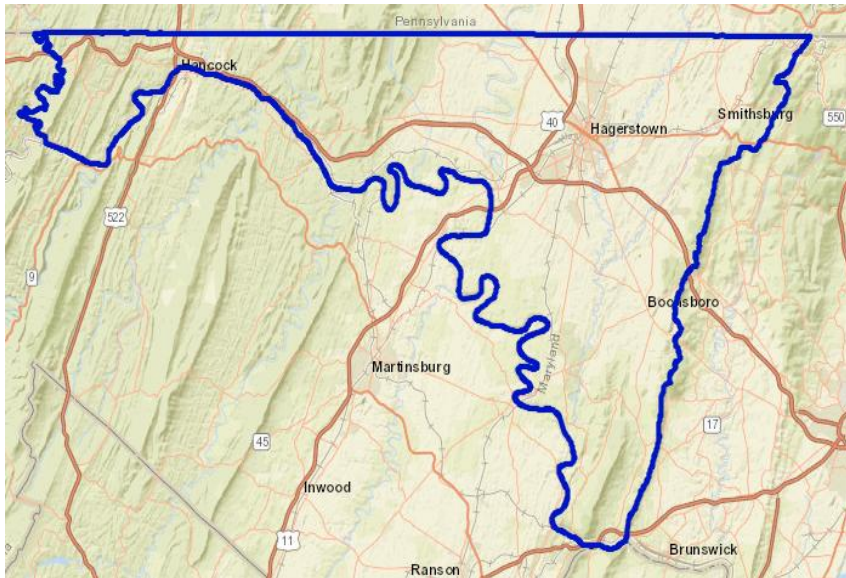 Pennsylvania
Hancock
Smithsburg
40
Hagerstown
550
522
9
Boonsboro
Maryland
Martinsburg
17
45
Inwood
11
Brunswick
Ranson